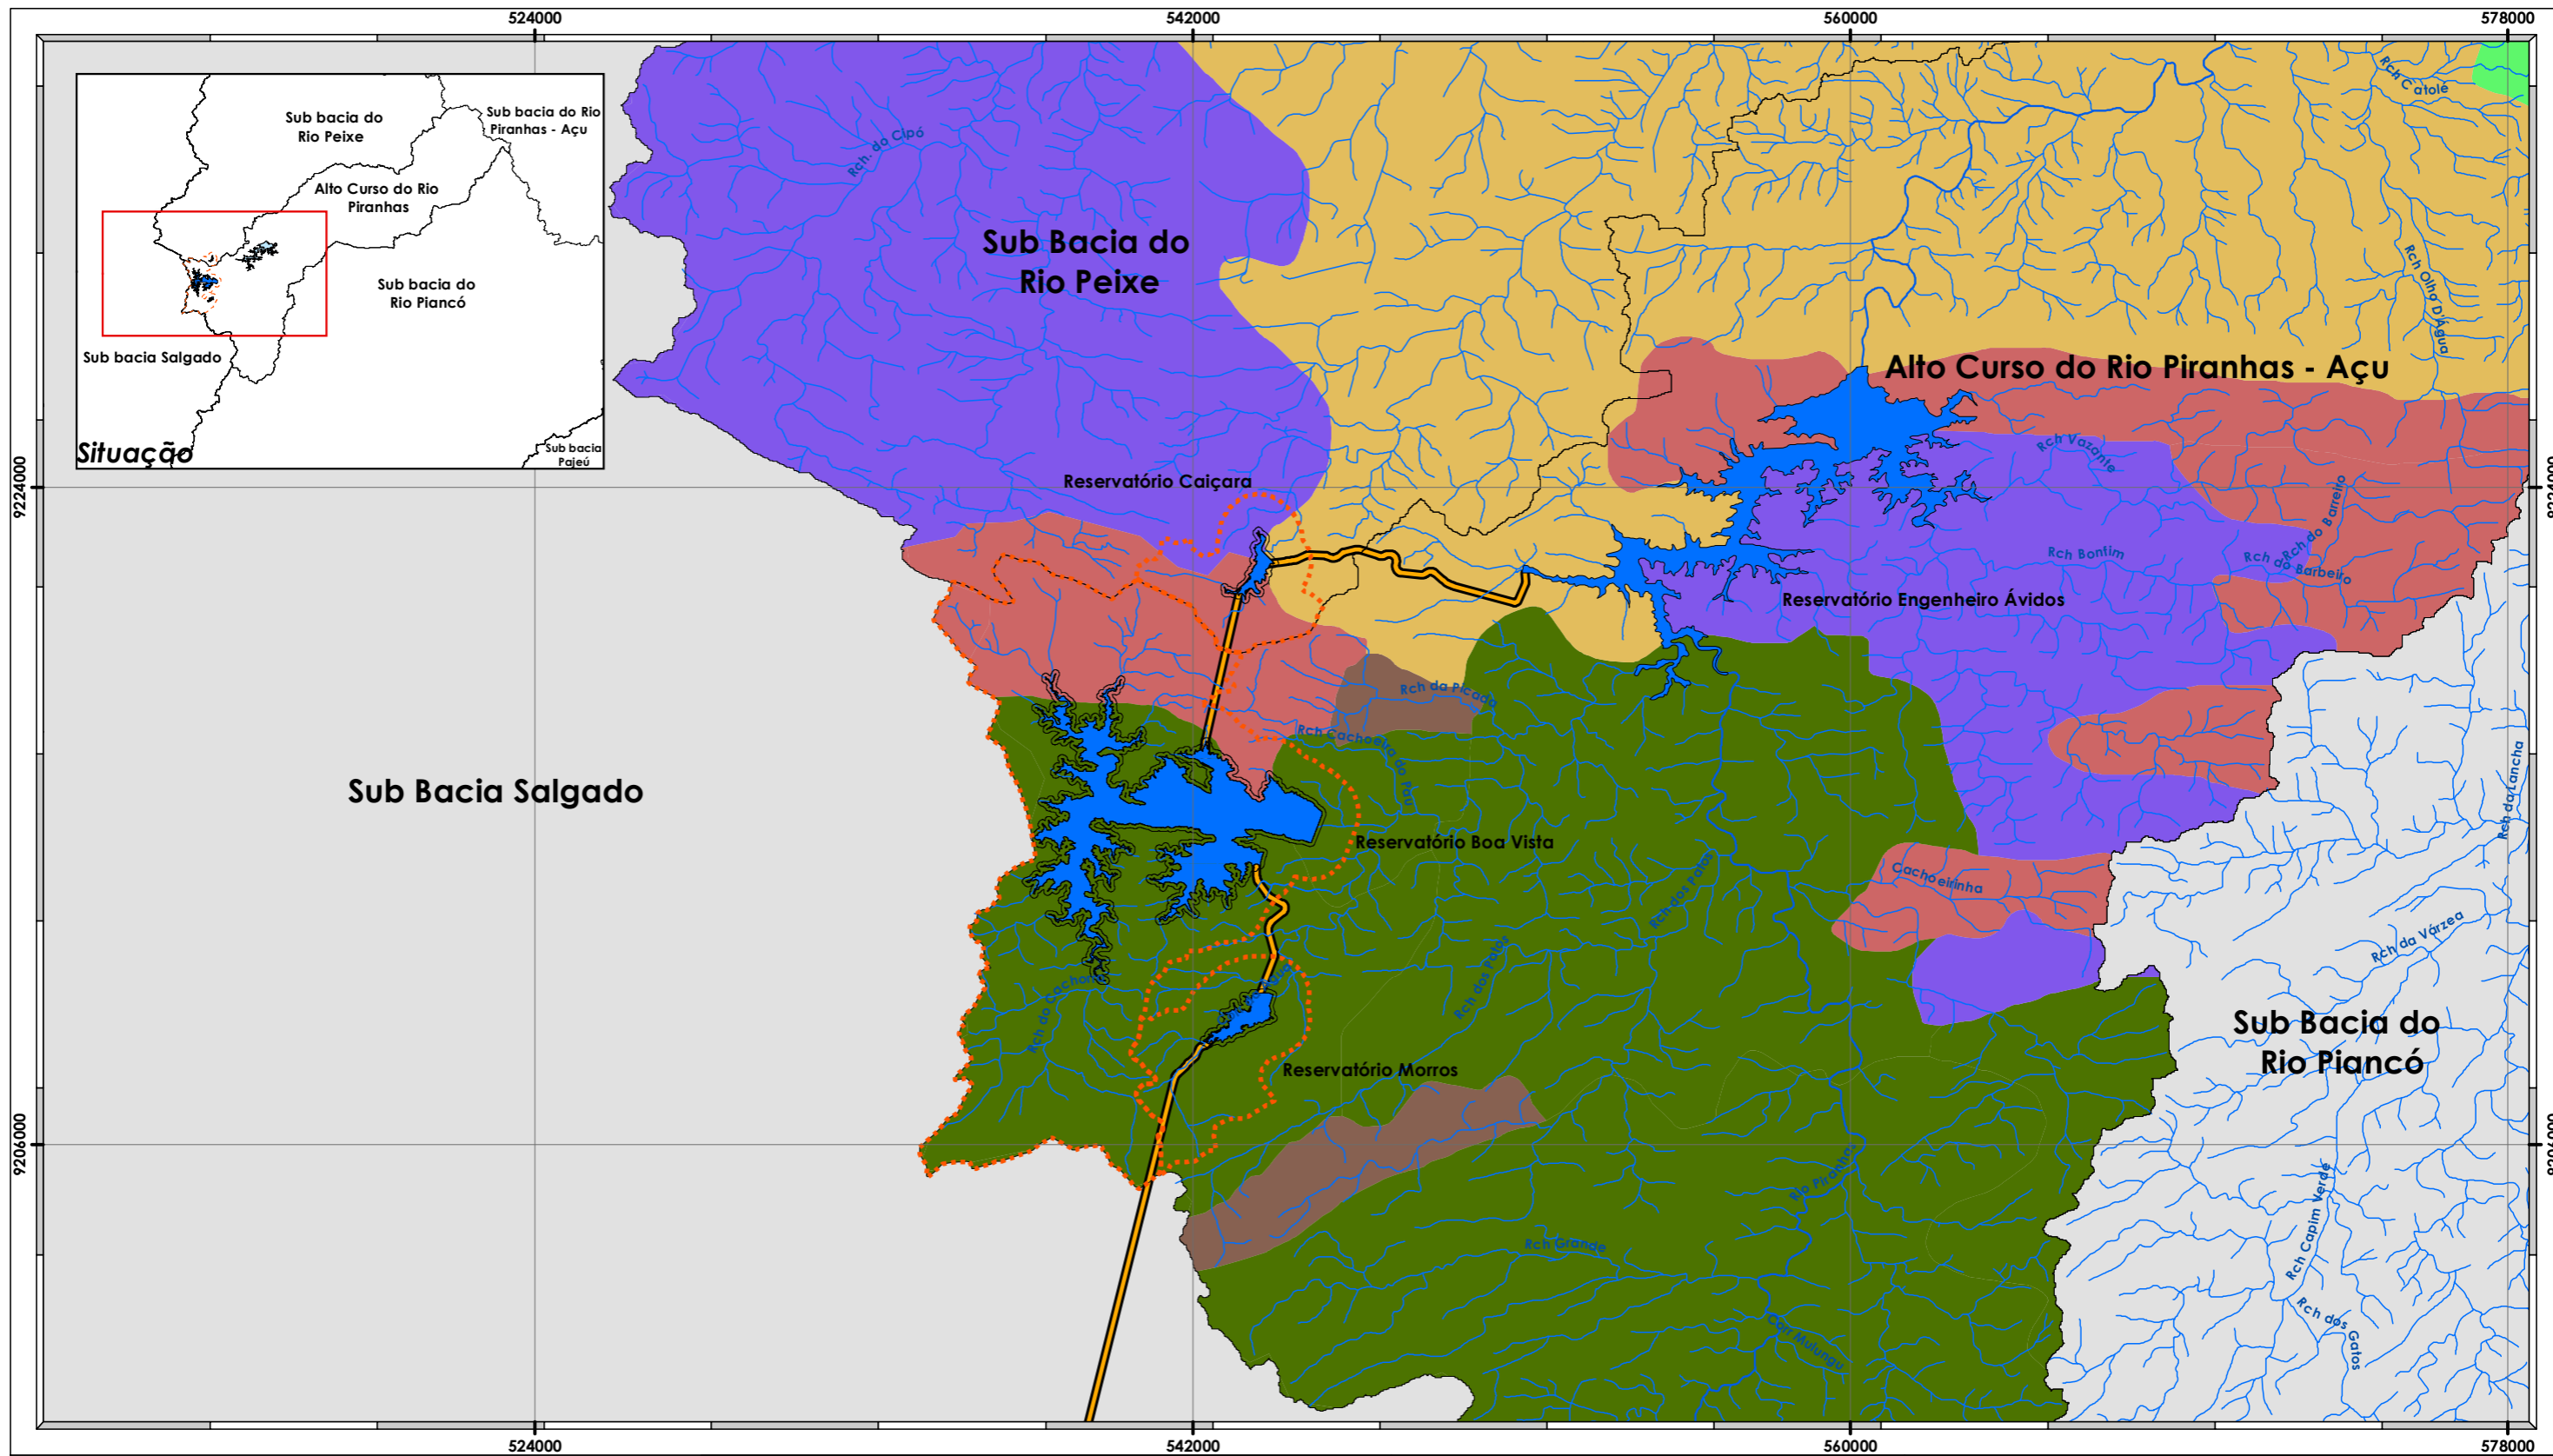 524000
542000
560000
578000
Sub bacia do
Rio Peixe
Sub bacia do Rio
Piranhas - Açu
Alto Curso do Rio
Piranhas
Sub bacia do
Rio Piancó
Sub bacia Salgado
Situação
Sub bacia
Pajeú
Rch. do Cipó
Rch Catolé
Sub Bacia do
Rio Peixe
Rch Olho D'Água
Alto Curso do Rio Piranhas - Açu
9224000
9224000
Reservatório Caiçara
Rch Vazante
Rch do Barreiro
Rch Bonfim
Rch do Barbeiro
Reservatório Engenheiro Ávidos
Rch da Picada
Rch Cachoeira do Pau
Sub Bacia Salgado
Rch da Lancha
Reservatório Boa Vista
Rch dos Patos
Cachoeirinha
Rch da Várzea
Rch dos Patos
Rch do Cachorro
Sub Bacia do
Rio Piancó
Reservatório Morros
9206000
9206000
Rio Piranhas
Rch Capim Verde
Rch Grande
Corr Mulungu
Rch dos Gatos
524000
542000
560000
578000